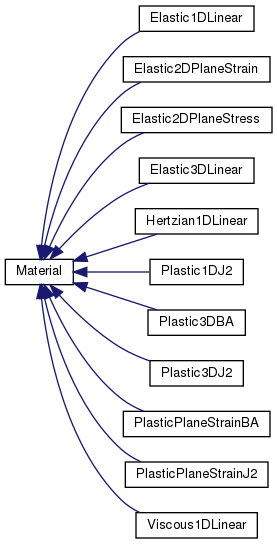 Elastic1DLinear
Elastic2DPlaneStrain
Elastic2DPlaneStress
Elastic3DLinear
Hertzian1DLinear
Material
Plastic1DJ2
Plastic3DBA
Plastic3DJ2
PlasticPlaneStrainBA
PlasticPlaneStrainJ2
Viscous1DLinear